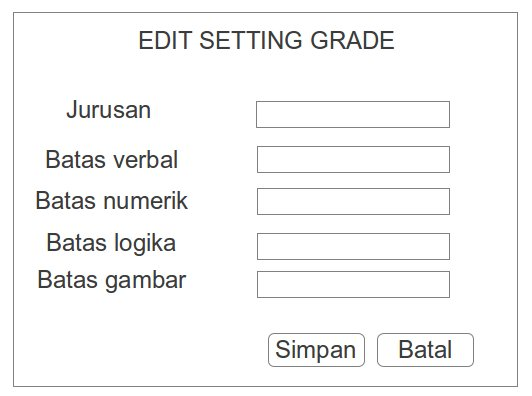 EDIT SETTING GRADE
Jurusan
Batas verbal
Batas numerik
Batas logika
Batas gambar
Simpan Batal